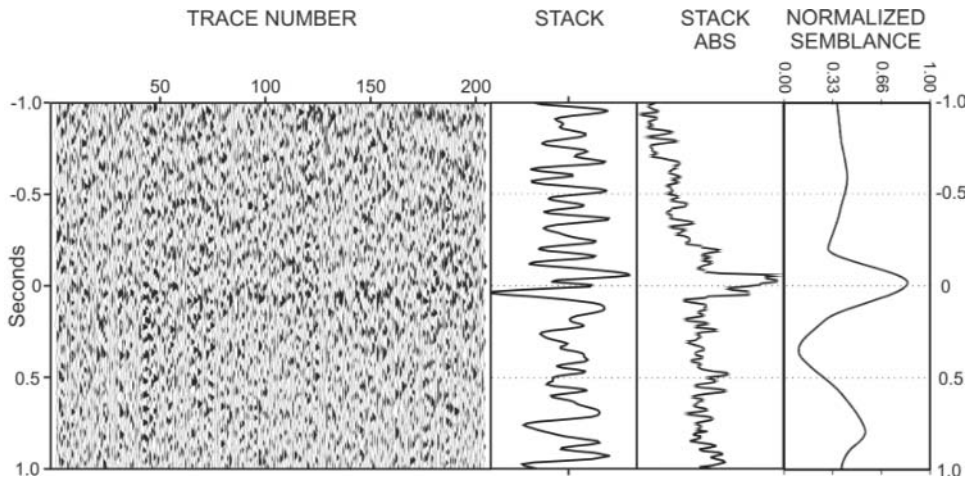 TRACE NUMBER
STACK
STACK
ABS
NORMALIZED
SEMBLANCE
50 100 150 200
0.00 0.33 0.66 1.00
-1.0 -1.0
-0.5 -0.5
0 0
0.5 0.5
1.0 1.0
Seconds